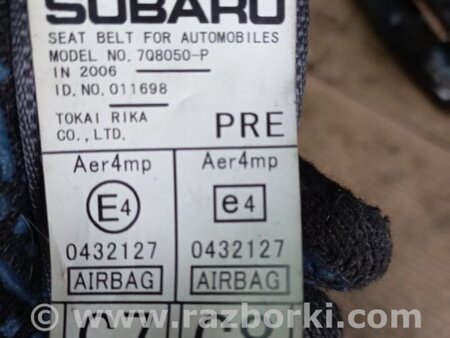 SUBARU
SEAT BELT FOR AUTOMOBILES
MODEL NO. 7Q8050-P
IN 2006
ID. NO. 011698
TOKAI RIKA
CO., LTD. PRE
Aer4mp Aer4mp
E4 e4
0432127 0432127
AIRBAG AIRBAG
© www.razborki.com